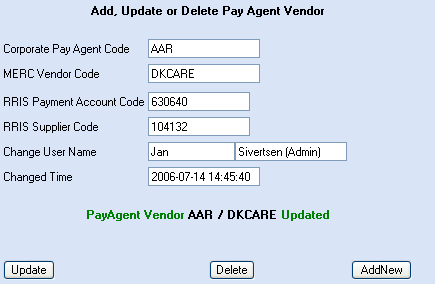 Add, Update or Delete Pay Agent Vendor
Corporate Pay Agent Code AAR
MERC Vendor Code DKCARE
RRIS Payment Account Code 630640
RRIS Supplier Code 104132
Change User Name Jan Sivertsen (Admin)
Changed Time 2006-07-14 14:45:40
PayAgent Vendor AAR / DKCARE Updated
Update Delete AddNew